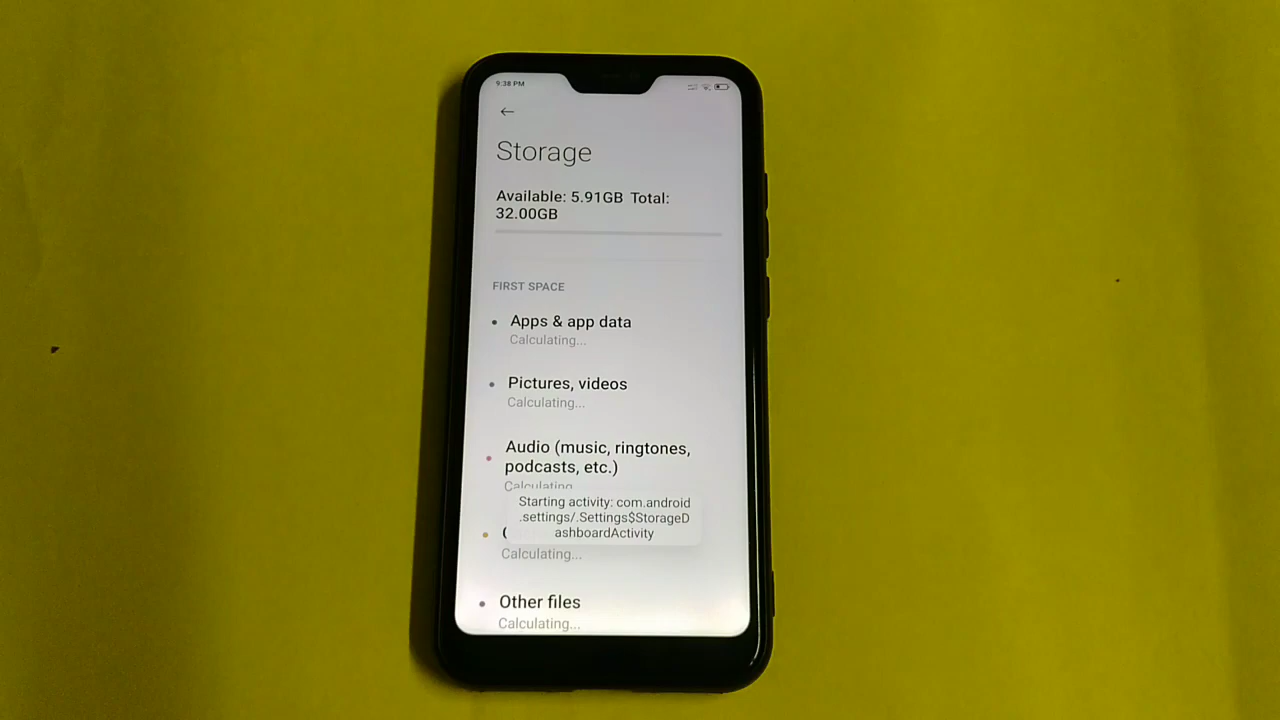 9:38 PM
Storage
Available: 5.91GB Total:
32.00GB
FIRST SPACE
Apps & app data
Calculating...
Pictures, videos
Calculating...
Audio (music, ringtones,
podcasts, etc.)
Calculating
Starting activity: com.android
.settings/.Settings$StorageD
ashboardActivity
Calculating...
Other files
Calculating...